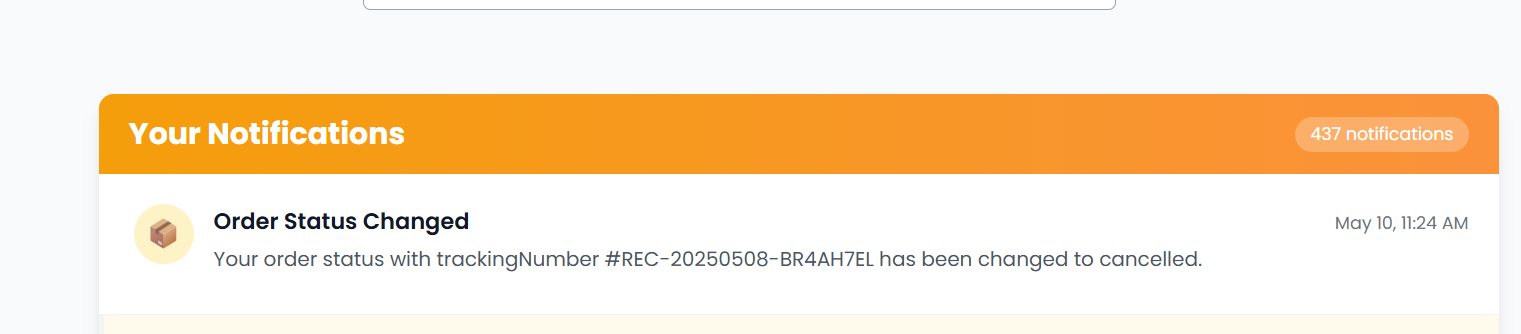 Your Notifications
437 notifications
Order Status Changed
May 10, 11:24 AM
Your order status with trackingNumber #REC-20250508-BR4AH7EL has been changed to cancelled.